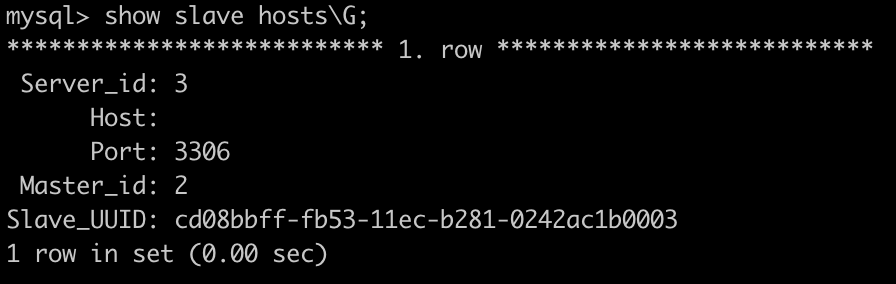 mysql> show slave hosts\G;
*************************** 1. row ***************************
Server_id: 3
Host:
Port: 3306
Master_id: 2
Slave_UUID: cd08bbff-fb53-11ec-b281-0242ac1b0003
1 row in set (0.00 sec)